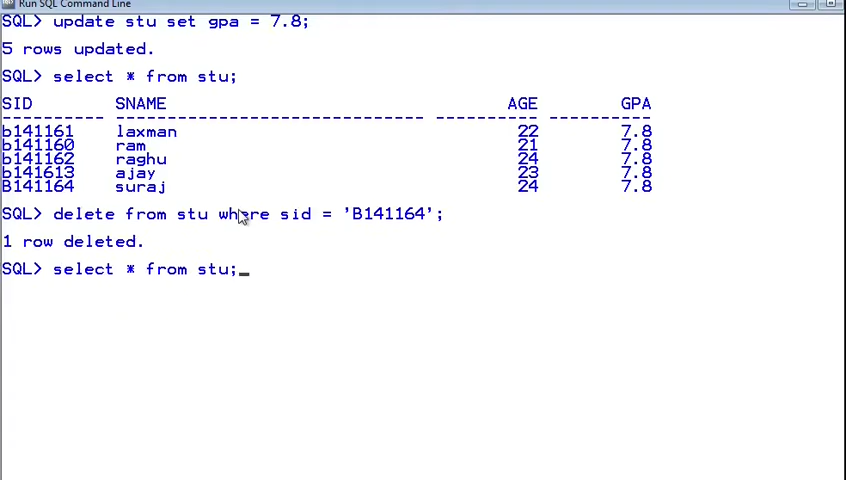 Run SQL Command Line
SQL> update stu set gpa = 7.8;
5 rows updated.
SQL> select * from stu;
SID SNAME AGE GPA
---------- ------------------------------ ---------- ----------
b141161 laxman 22 7.8
b141160 ram 21 7.8
b141162 raghu 24 7.8
b141613 ajay 23 7.8
B141164 suraj 24 7.8
SQL> delete from stu where sid = 'B141164';
1 row deleted.
SQL> select * from stu;_